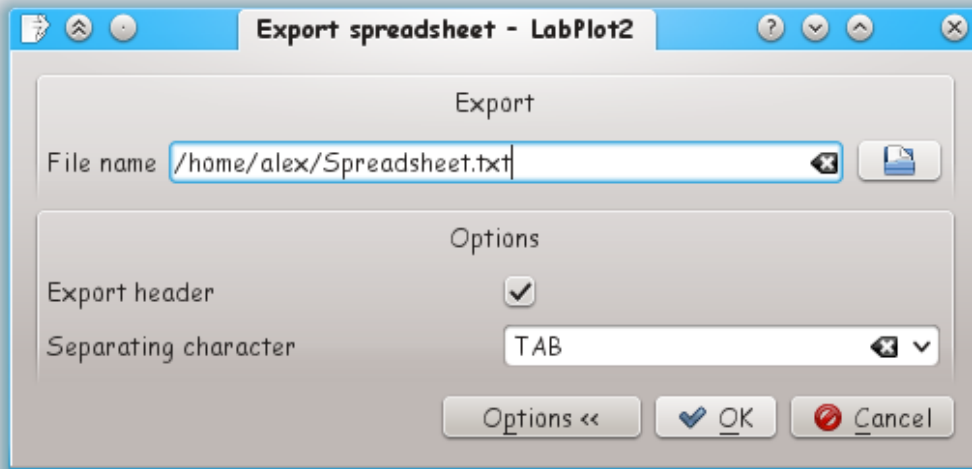 Export spreadsheet - LabPlot2
Export
File name /home/alex/Spreadsheet.txt
Options
Export header
Separating character TAB
Options << OK Cancel